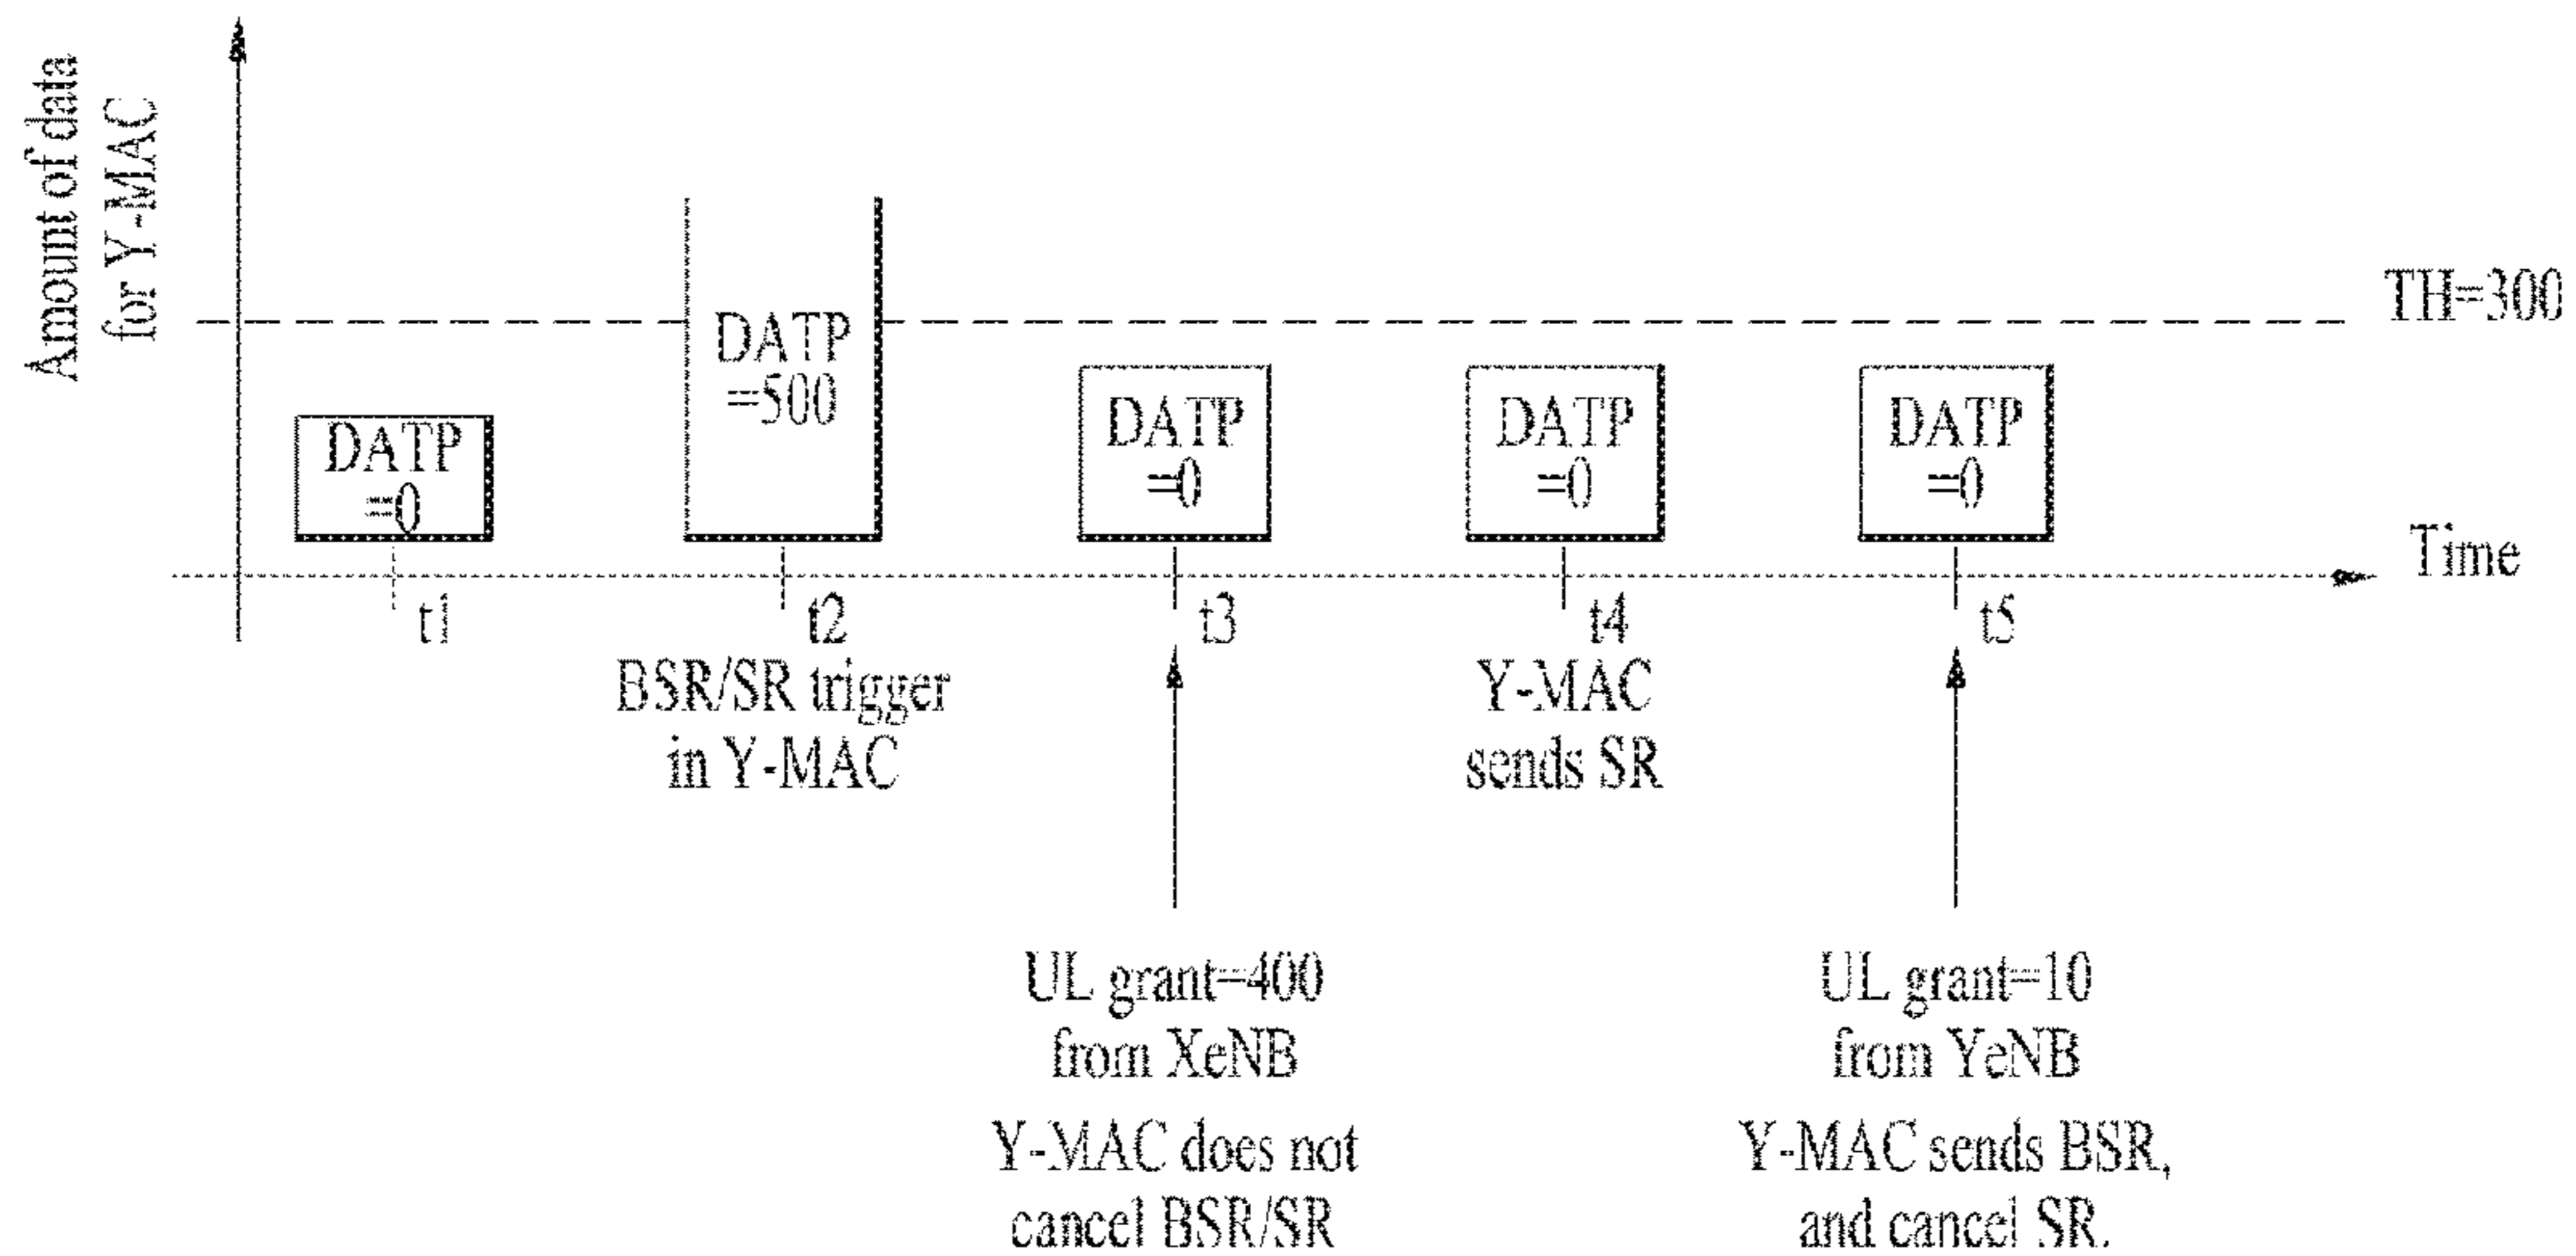 Amount of data
for Y-MAC
TH=300
DATP
=0
DATP
=500
DATP
=0
DATP
=0
DATP
=0
Time
t1
t2
t3
t4
t5
BSR/SR trigger
in Y-MAC
Y-MAC
sends SR
UL grant=400
from XeNB
Y-MAC does not
cancel BSR/SR
UL grant=10
from YeNB
Y-MAC sends BSR,
and cancel SR.